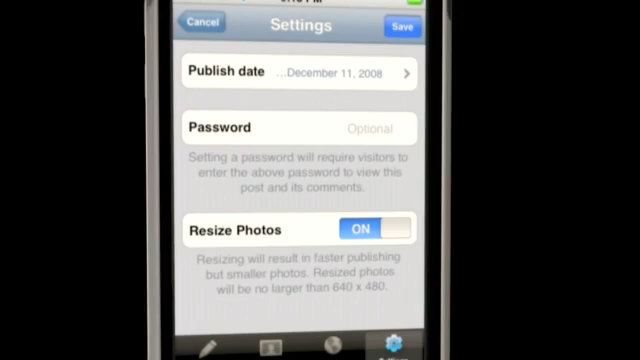 Cancel
Settings
Save
Publish date
...December 11, 2008
Password
Optional
Setting a password will require visitors to
enter the above password to view this
post and its comments.
Resize Photos
ON
Resizing will result in faster publishing
but smaller photos. Resized photos
will be no larger than 640 x 480.